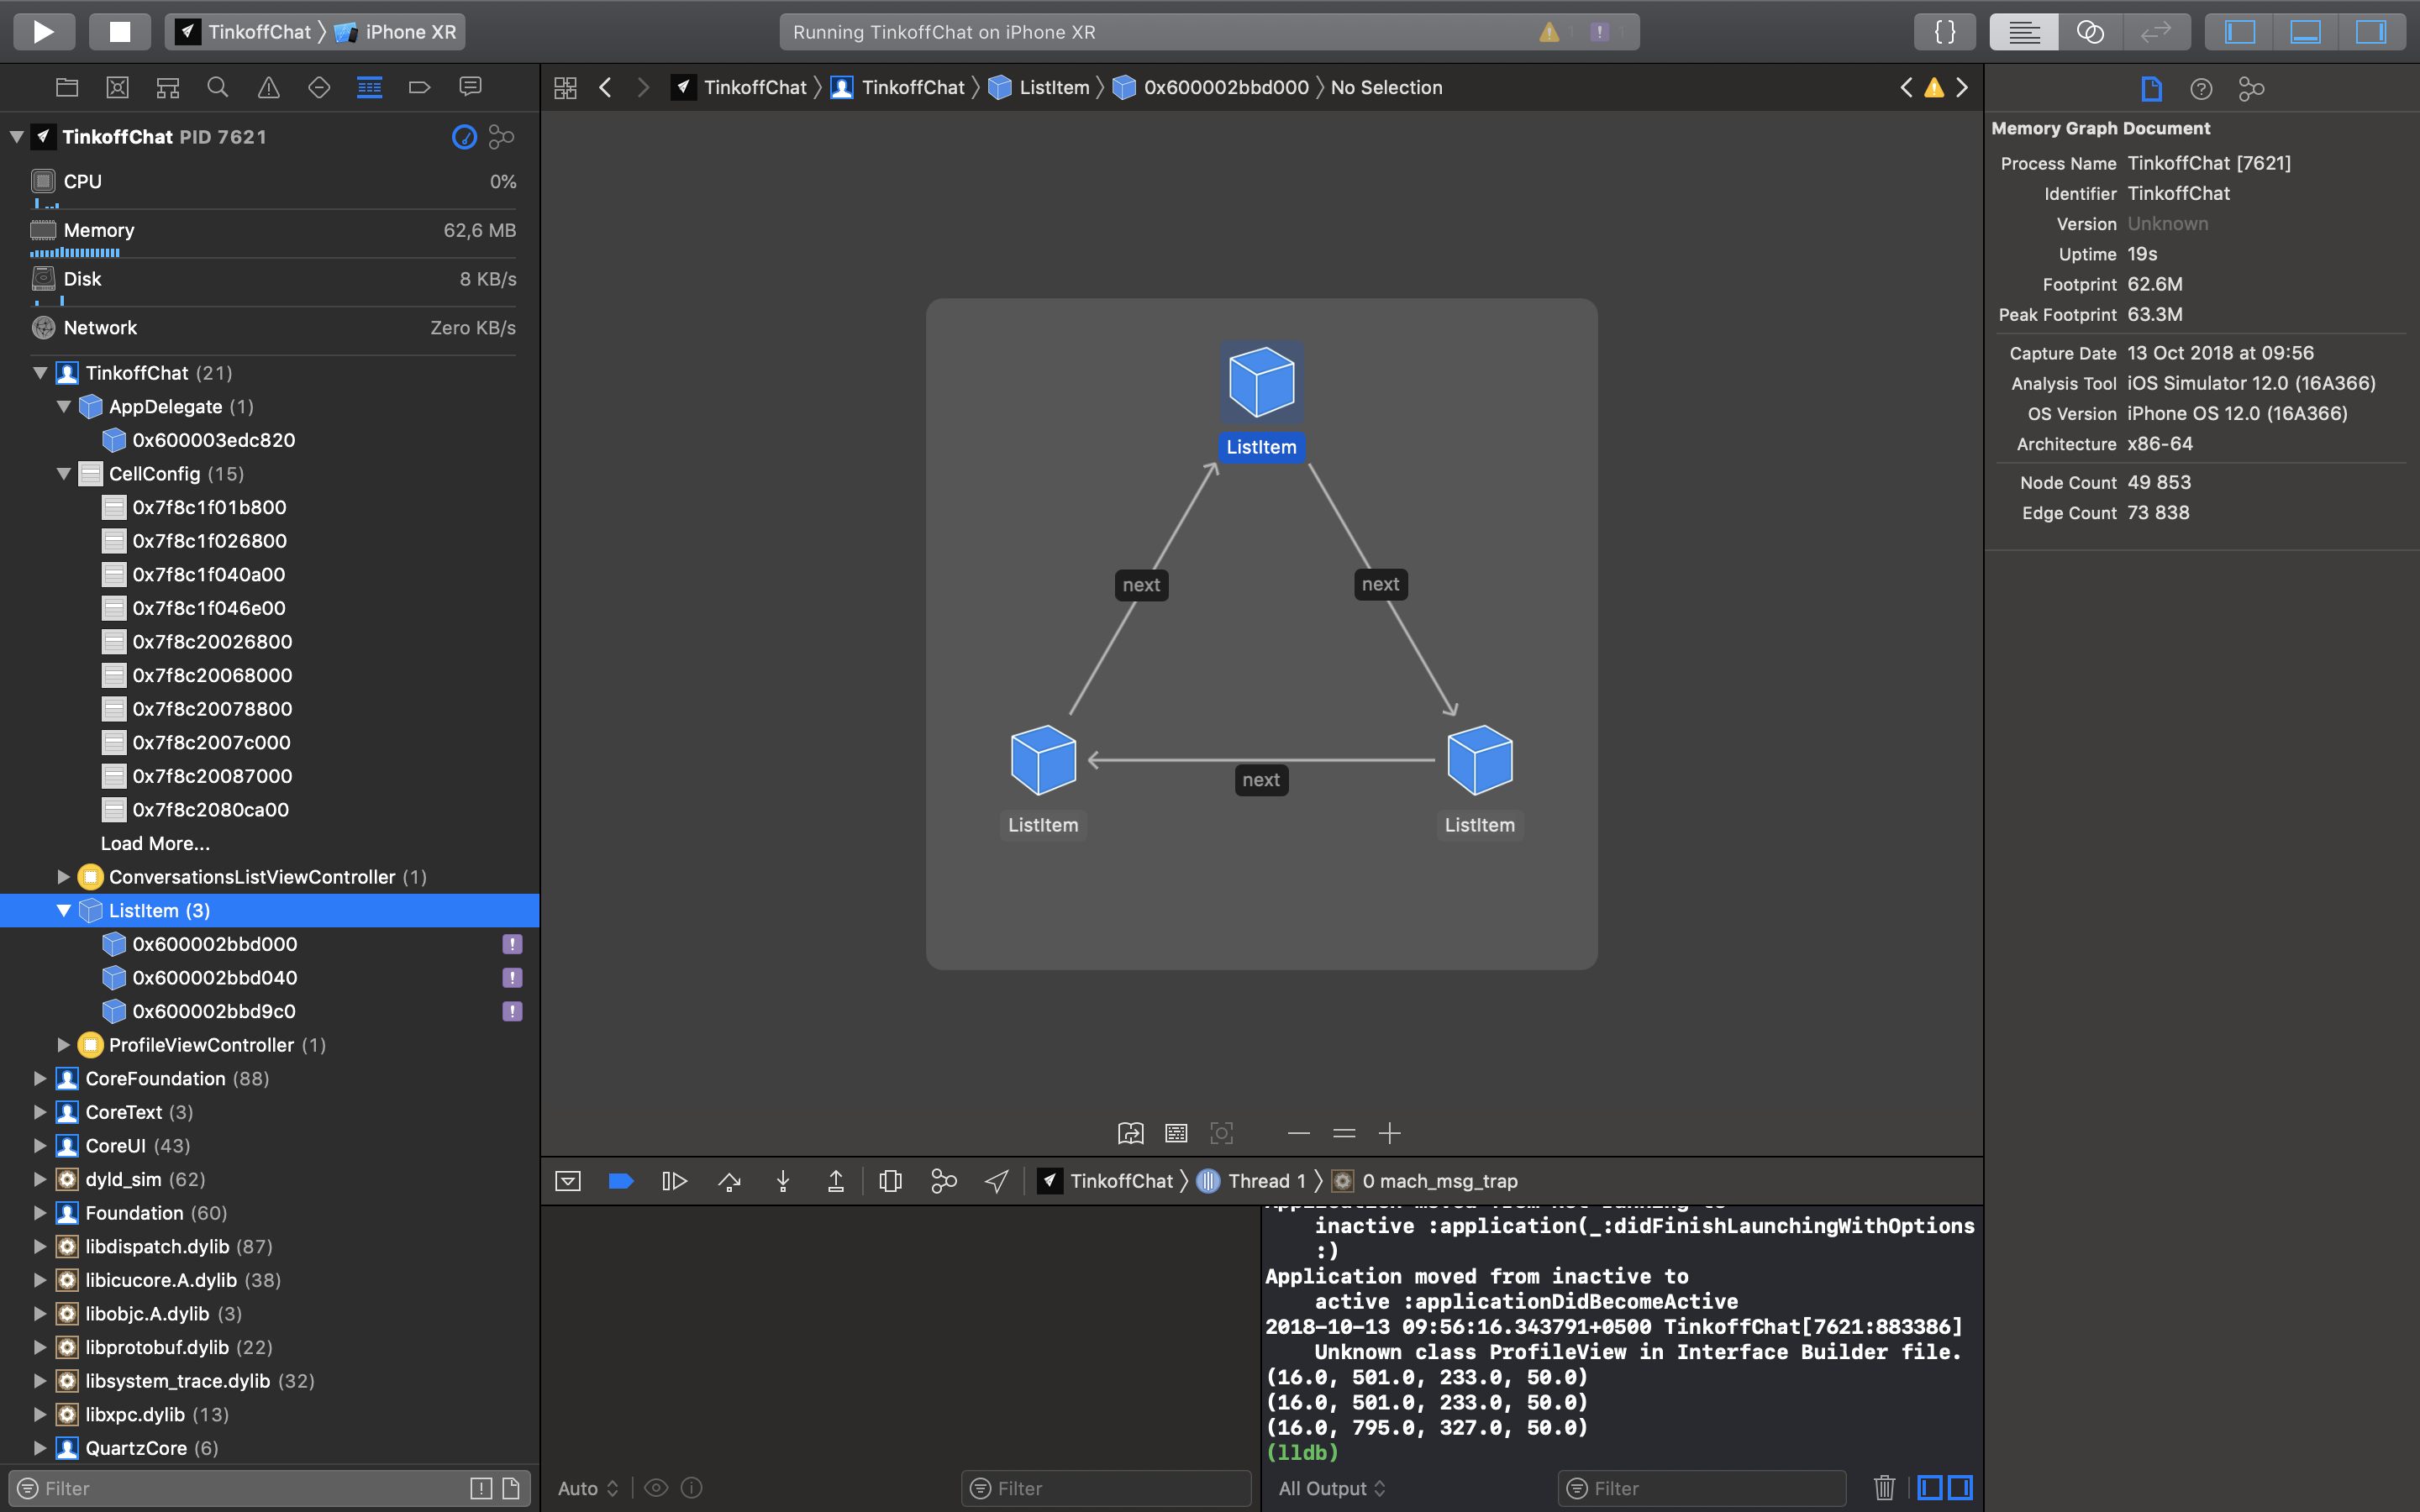 TinkoffChat 〉 iPhone XR
Running TinkoffChat on iPhone XR
TinkoffChat 〉 TinkoffChat 〉 ListItem 〉 0x600002bbd000 〉 No Selection
TinkoffChat PID 7621
CPU 0%
Memory 62,6 MB
Disk 8 KB/s
Network Zero KB/s
TinkoffChat (21)
AppDelegate (1)
0x600003edc820
CellConfig (15)
0x7f8c1f01b800
0x7f8c1f026800
0x7f8c1f040a00
0x7f8c1f046e00
0x7f8c20026800
0x7f8c20068000
0x7f8c20078800
0x7f8c2007c000
0x7f8c20087000
0x7f8c2080ca00
Load More...
ConversationsListViewController (1)
ListItem (3)
0x600002bbd000
0x600002bbd040
0x600002bbd9c0
ProfileViewController (1)
CoreFoundation (88)
CoreText (3)
CoreUI (43)
dyld_sim (62)
Foundation (60)
libdispatch.dylib (87)
libicucore.A.dylib (38)
libobjc.A.dylib (3)
libprotobuf.dylib (22)
libsystem_trace.dylib (32)
libxpc.dylib (13)
QuartzCore (6)
Filter
ListItem
next
next
next
ListItem
ListItem
TinkoffChat 〉 Thread 1 〉 0 mach_msg_trap
inactive :application(_:didFinishLaunchingWithOptions
:)
Application moved from inactive to
active :applicationDidBecomeActive
2018-10-13 09:56:16.343791+0500 TinkoffChat[7621:883386]
Unknown class ProfileView in Interface Builder file.
(16.0, 501.0, 233.0, 50.0)
(16.0, 501.0, 233.0, 50.0)
(16.0, 795.0, 327.0, 50.0)
(lldb)
Auto
Filter
All Output
Filter
Memory Graph Document
Process Name TinkoffChat [7621]
Identifier TinkoffChat
Version Unknown
Uptime 19s
Footprint 62.6M
Peak Footprint 63.3M
Capture Date 13 Oct 2018 at 09:56
Analysis Tool iOS Simulator 12.0 (16A366)
OS Version iPhone OS 12.0 (16A366)
Architecture x86-64
Node Count 49 853
Edge Count 73 838